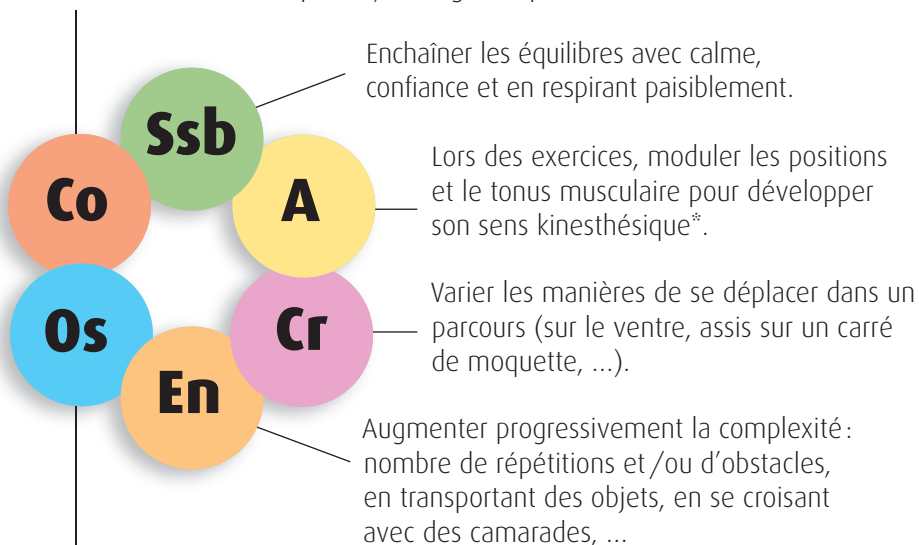 Enchaîner les équilibres avec calme,
confiance et en respirant paisiblement.
Ssb
Co
A
Lors des exercices, moduler les positions
et le tonus musculaire pour développer
son sens kinesthésique*.
Os
Cr
Varier les manières de se déplacer dans un
parcours (sur le ventre, assis sur un carré
de moquette, ...).
En
Augmenter progressivement la complexité :
nombre de répétitions et/ou d'obstacles,
en transportant des objets, en se croisant
avec des camarades, ...